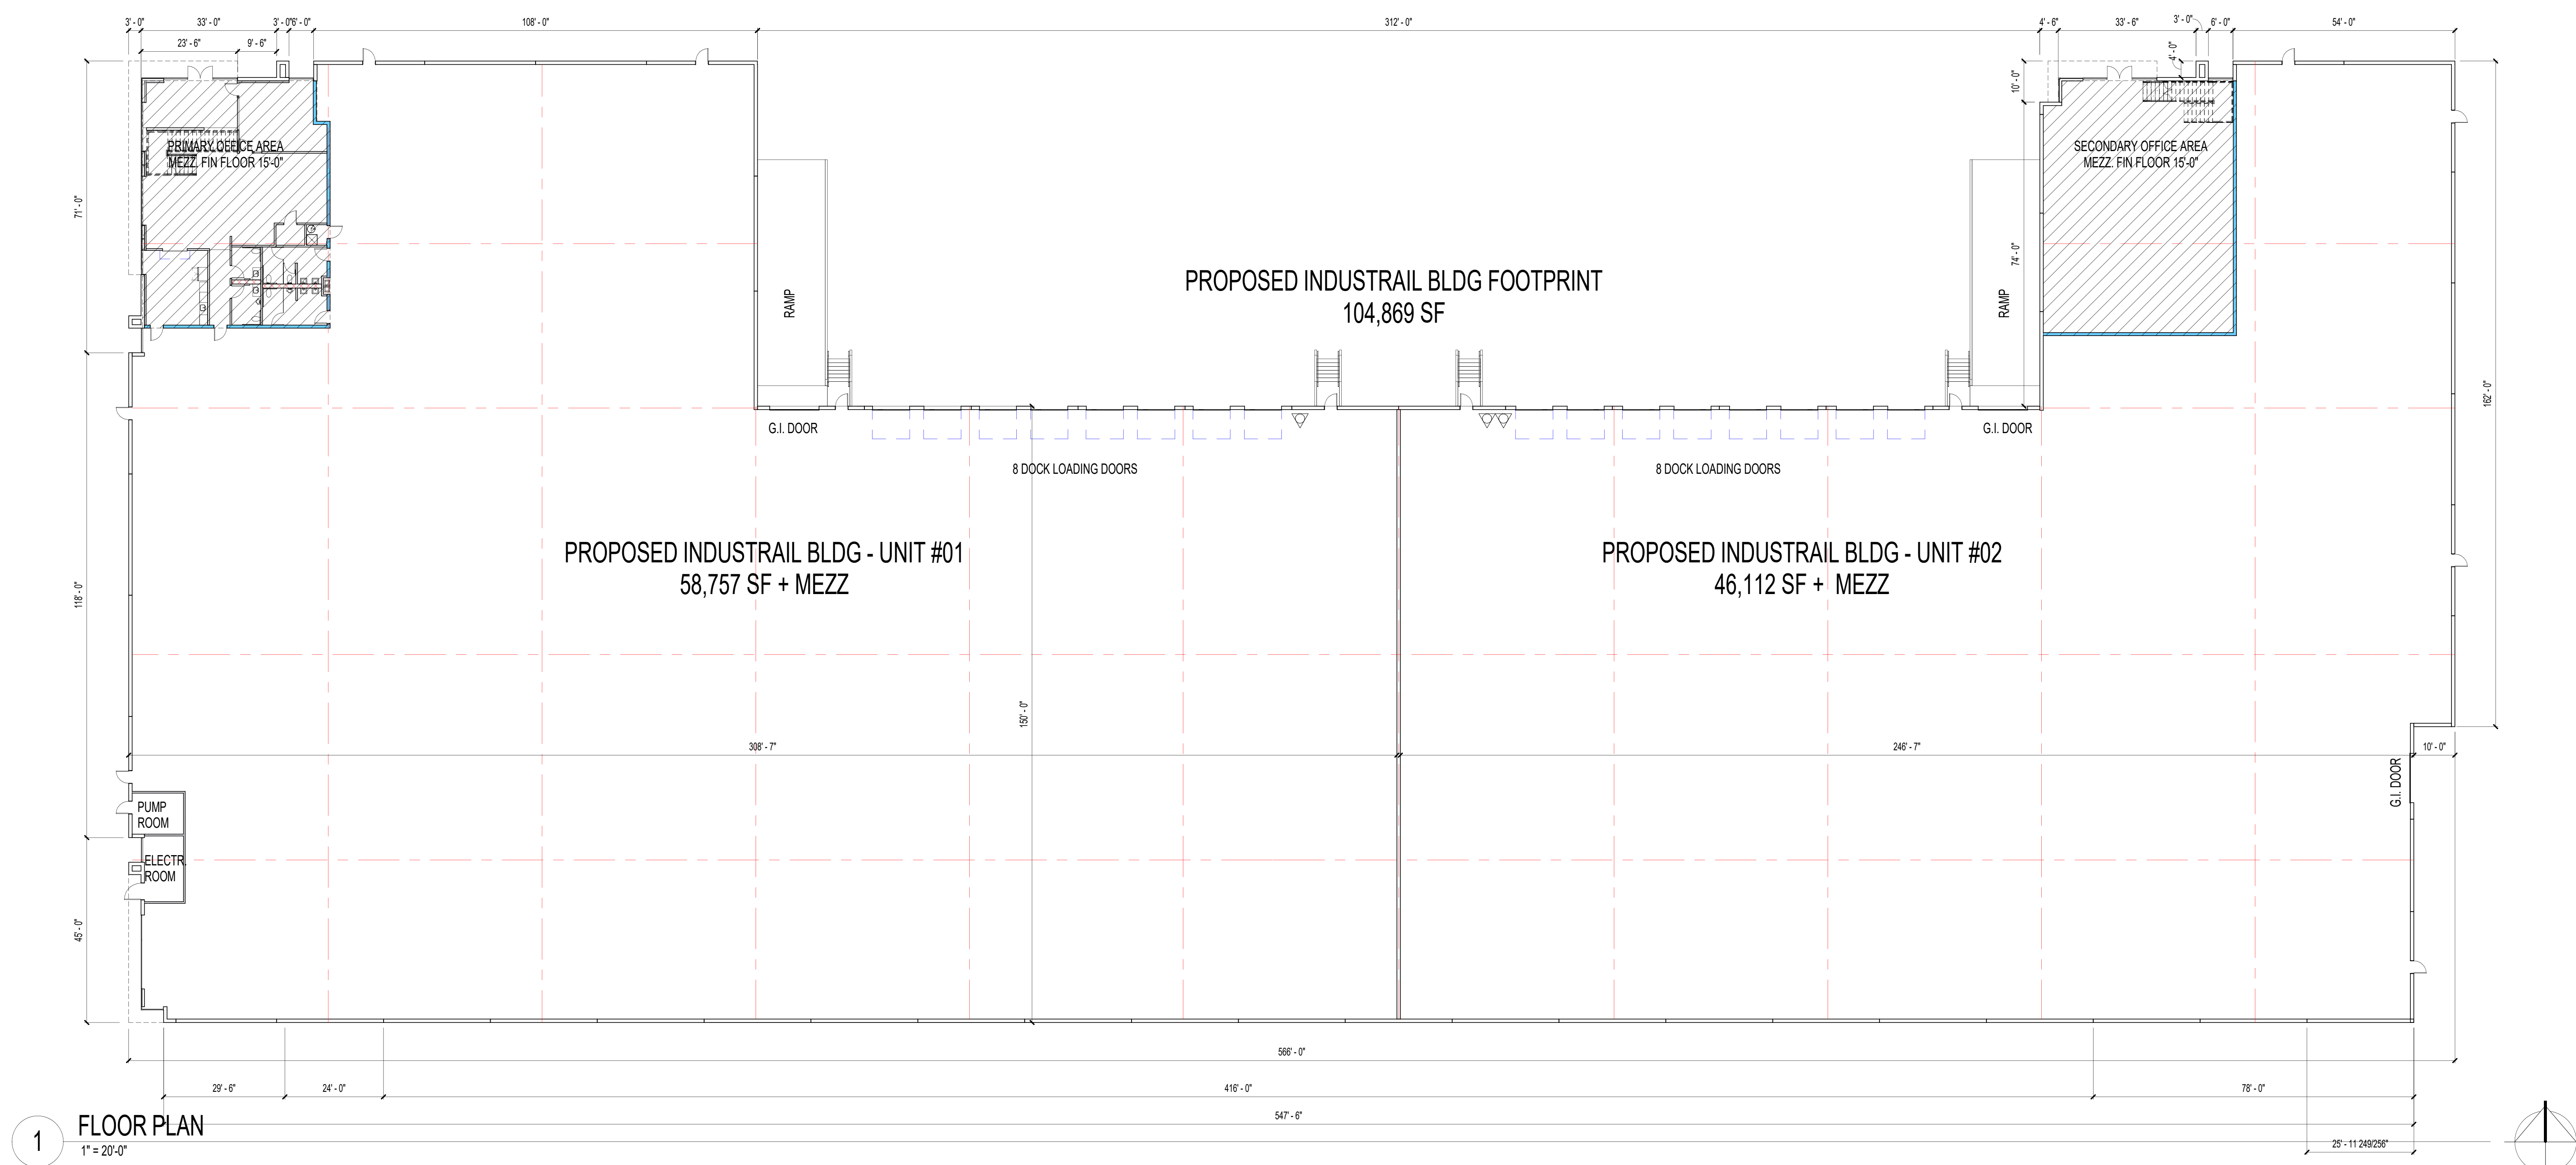 3' - 0"
33' - 0"
3' - 0"
6' - 0"
108' - 0"
312' - 0"
4' - 6"
33' - 6"
3' - 0"
6' - 0"
54' - 0"
23' - 6"
9' - 6"
4' - 0"
10' - 0"
PRIMARY OFFICE AREA
MEZZ. FIN FLOOR 15'-0"
SECONDARY OFFICE AREA
MEZZ. FIN FLOOR 15'-0"
71' - 0"
74' - 0"
RAMP
PROPOSED INDUSTRAIL BLDG FOOTPRINT
104,869 SF
RAMP
162' - 0"
G.I. DOOR
G.I. DOOR
8 DOCK LOADING DOORS
8 DOCK LOADING DOORS
PROPOSED INDUSTRAIL BLDG - UNIT #01
58,757 SF + MEZZ
PROPOSED INDUSTRAIL BLDG - UNIT #02
46,112 SF + MEZZ
118' - 0"
150' - 0"
308' - 7"
246' - 7"
10' - 0"
G.I. DOOR
PUMP
ROOM
ELECTR.
ROOM
45' - 0"
566' - 0"
29' - 6"
24' - 0"
416' - 0"
78' - 0"
547' - 6"
25' - 11 249/256"
1
FLOOR PLAN
1" = 20'-0"